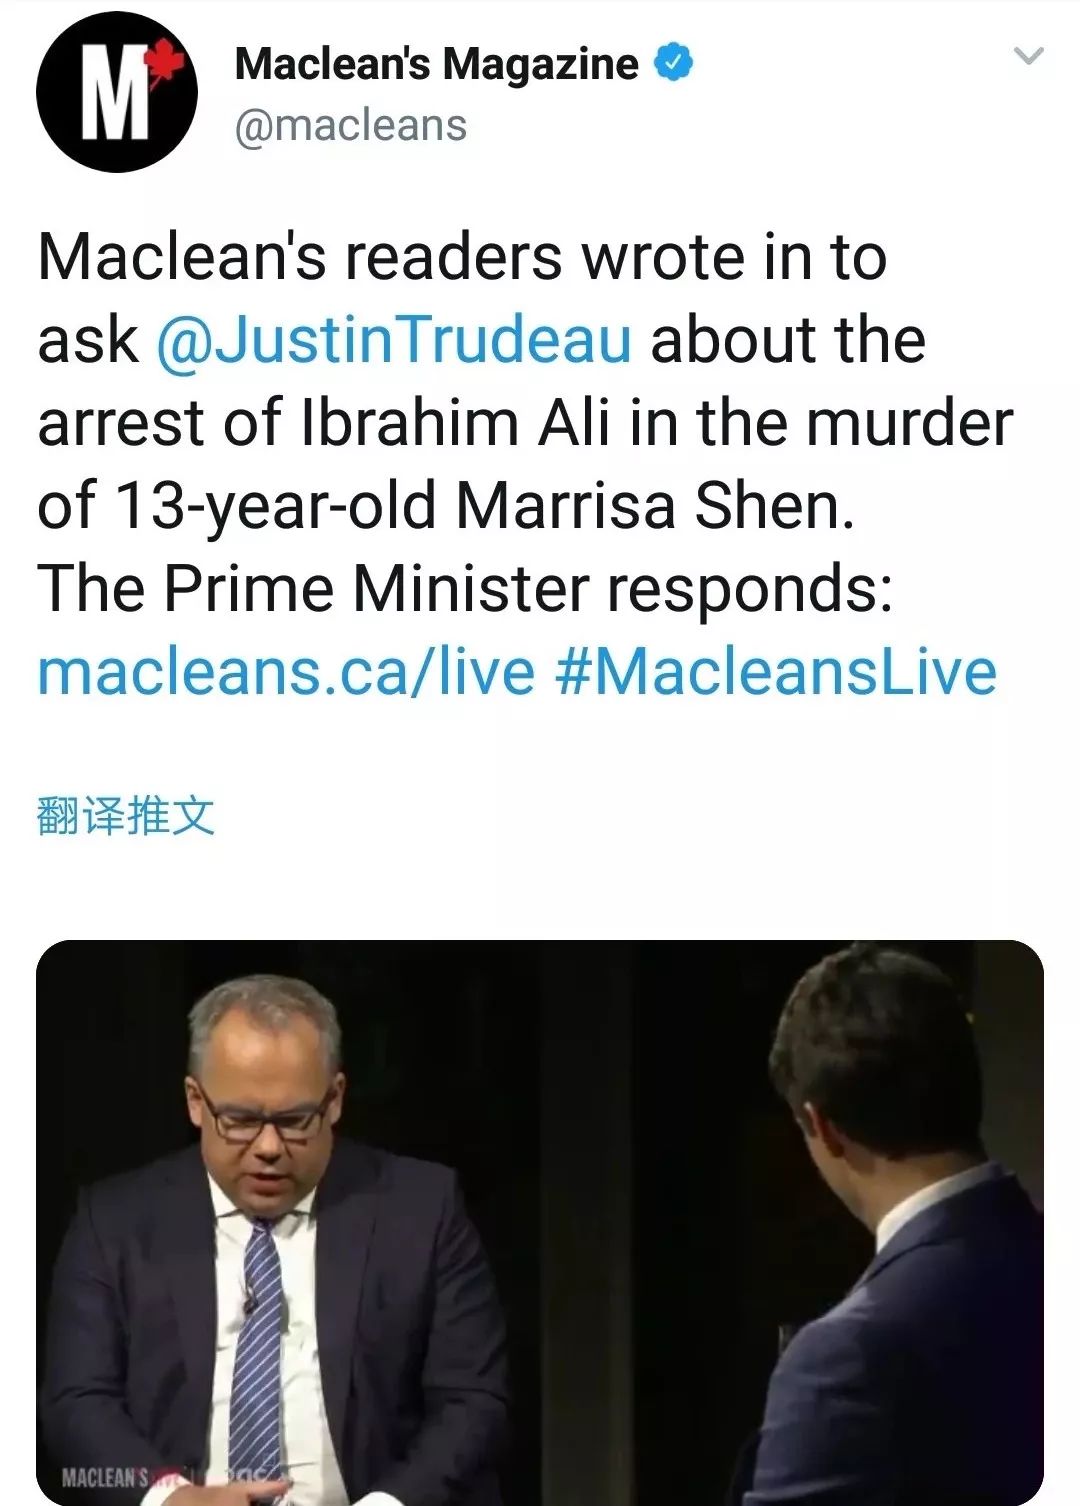 M
Maclean's Magazine
@macleans
Maclean's readers wrote in to
ask @JustinTrudeau about the
arrest of Ibrahim Ali in the murder
of 13-year-old Marrisa Shen.
The Prime Minister responds:
macleans.ca/live #MacleansLive
翻译推文
MACLEAN'S LIVE